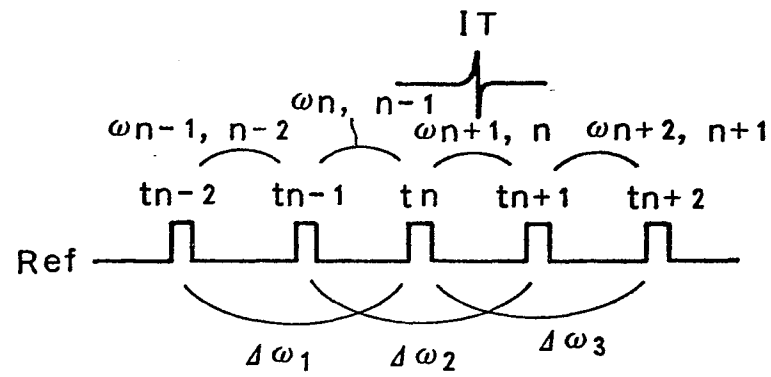 IT
ωn, n-1
ωn-1, n-2 ωn+1, n ωn+2, n+1
tn-2 tn-1 tn tn+1 tn+2
Ref
Δω1 Δω2 Δω3